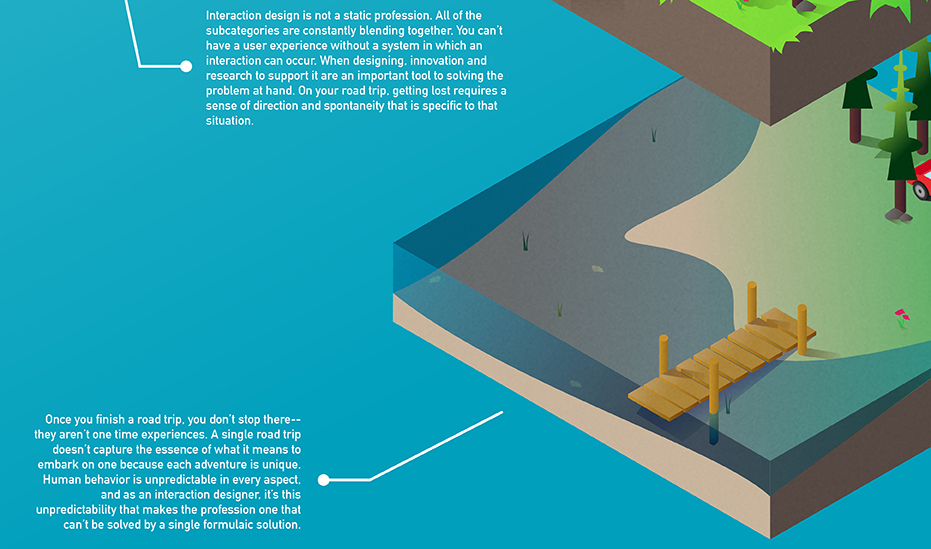 Interaction design is not a static profession. All of the
subcategories are constantly blending together. You can't
have a user experience without a system in which an
interaction can occur. When designing, innovation and
research to support it are an important tool to solving the
problem at hand. On your road trip, getting lost requires a
sense of direction and spontaneity that is specific to that
situation.
Once you finish a road trip, you don't stop there--
they aren't one time experiences. A single road trip
doesn't capture the essence of what it means to
embark on one because each adventure is unique.
Human behavior is unpredictable in every aspect,
and as an interaction designer, it's this
unpredictability that makes the profession one that
can't be solved by a single formulaic solution.